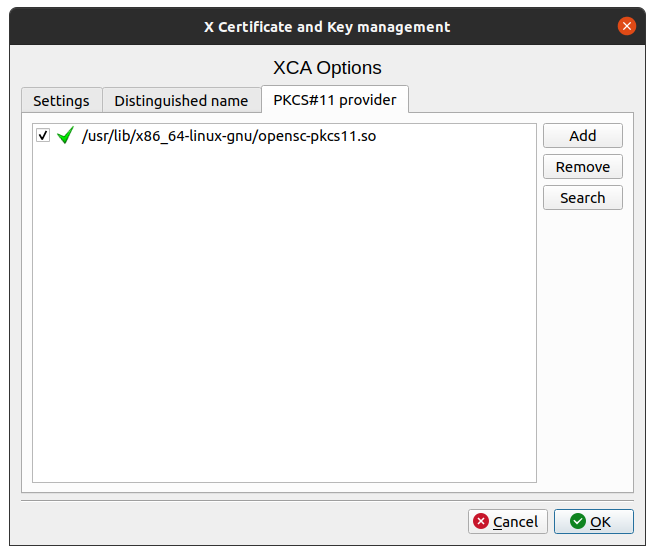 X Certificate and Key management
XCA Options
Settings
Distinguished name
PKCS#11 provider
/usr/lib/x86_64-linux-gnu/opensc-pkcs11.so
Add
Remove
Search
Cancel
OK